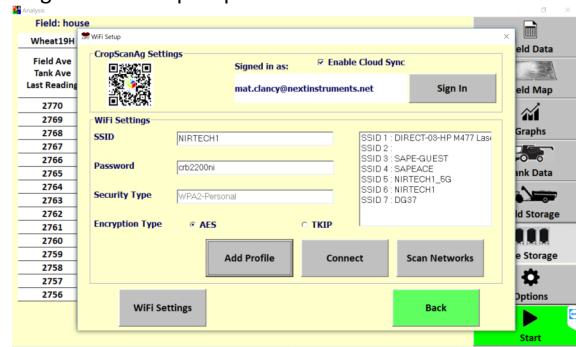 Analysis
Field: house
Wheat19H
Field Ave
Tank Ave
Last Reading
2770
2769
2768
2767
2766
2765
2764
2763
2762
2761
2760
2759
2758
2757
2756
WiFi Setup
CropScanAg Settings
Signed in as:
Enable Cloud Sync
mat.clancy@nextinstruments.net
Sign In
WiFi Settings
SSID
NIRTECH1
Password
crb2200ni
Security Type
WPA2-Personal
Encryption Type
AES
TKIP
SSID 1 : DIRECT-03-HP M477 Lase
SSID 2 :
SSID 3 : SAPE-GUEST
SSID 4 : SAPEACE
SSID 5 : NIRTECH1_5G
SSID 6 : NIRTECH1
SSID 7 : DG37
Add Profile
Connect
Scan Networks
WiFi Settings
Back
eld Data
eld Map
Graphs
nk Data
d Storage
e Storage
Options
Start